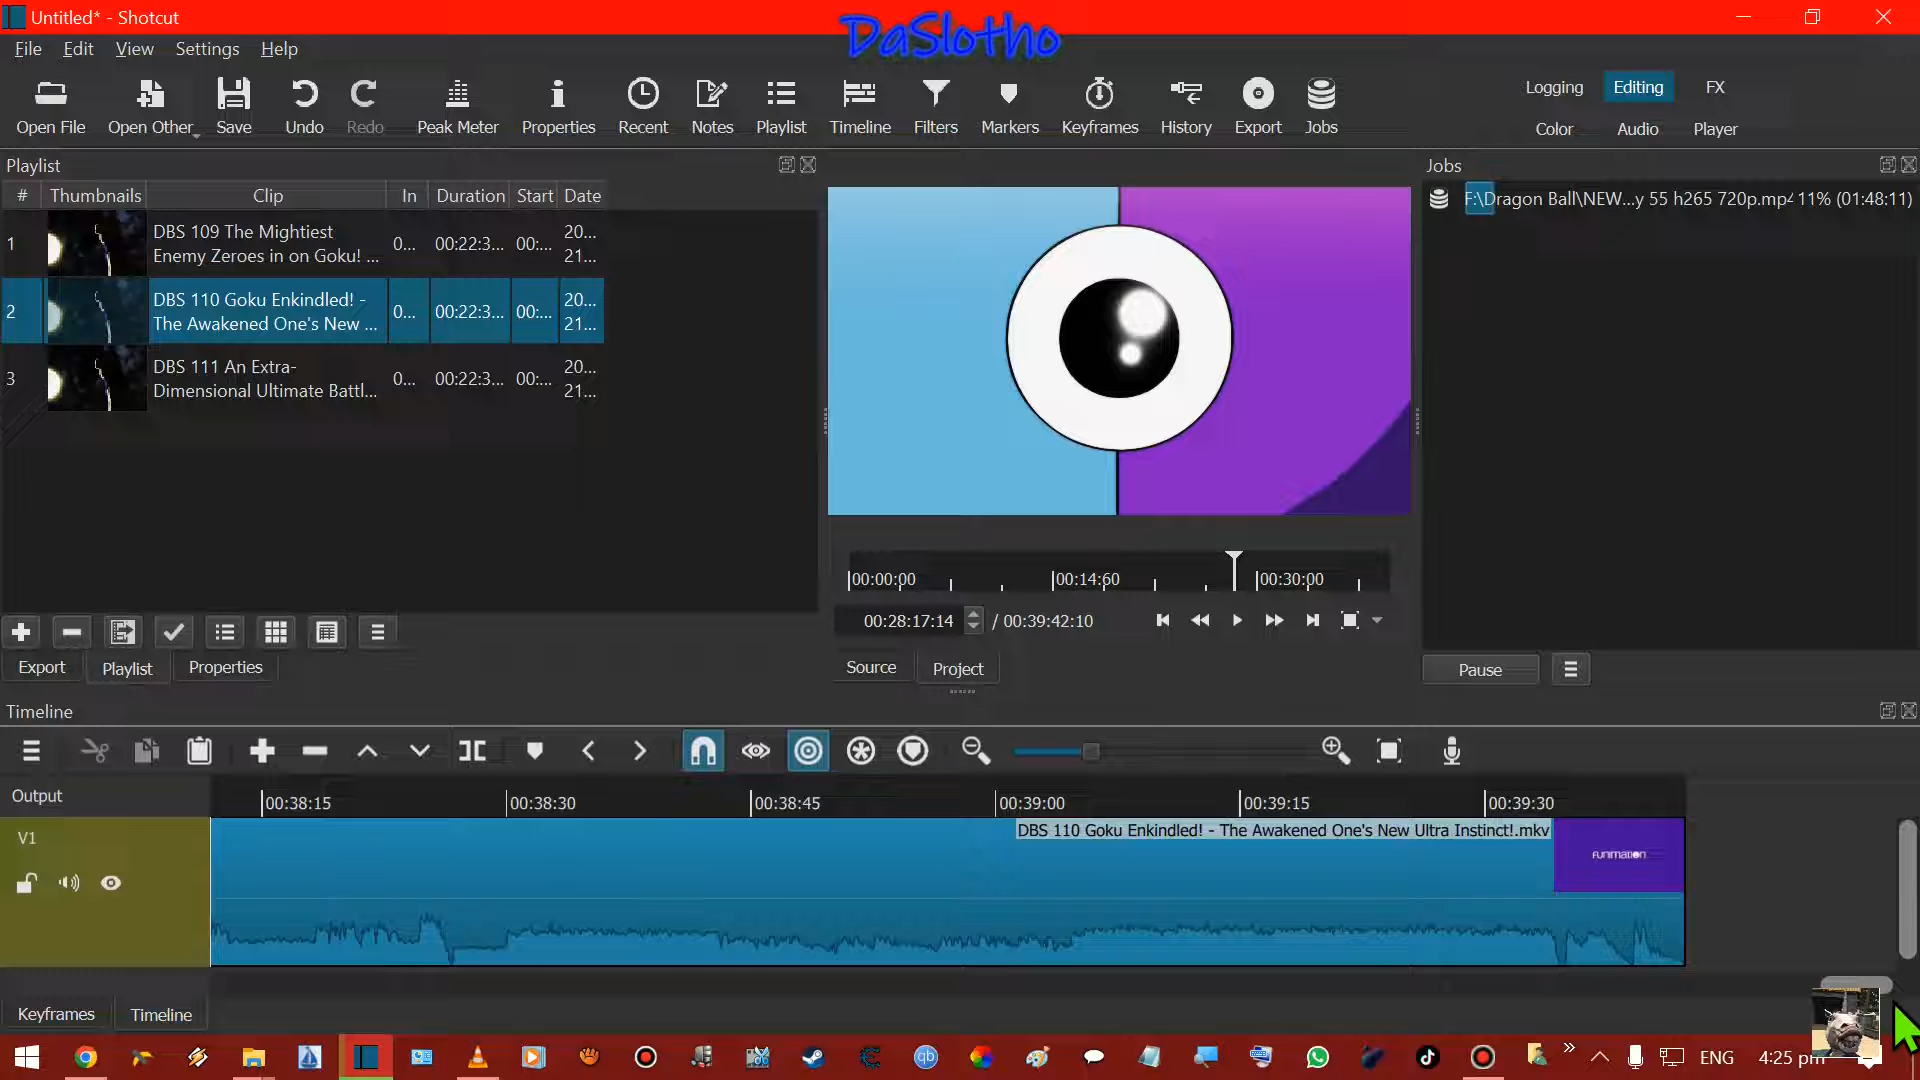 Untitled* - Shotcut
DaSlotho
File Edit View Settings Help
Open File Open Other Save Undo Redo Peak Meter Properties Recent Notes Playlist Timeline Filters Markers Keyframes History Export Jobs
Logging Editing FX
Color Audio Player
Playlist
# Thumbnails Clip In Duration Start Date
1 DBS 109 The Mightiest Enemy Zeroes in on Goku! ... 0... 00:22:3... 00:... 20... 21...
2 DBS 110 Goku Enkindled! - The Awakened One's New ... 0... 00:22:3... 00:... 20... 21...
3 DBS 111 An Extra-Dimensional Ultimate Battl... 0... 00:22:3... 00:... 20... 21...
Export Playlist Properties
00:00:00 00:14:60 00:30:00
00:28:17:14 / 00:39:42:10
Source Project
Jobs
F:\Dragon Ball\NEW...y 55 h265 720p.mp4 11% (01:48:11)
Pause
Timeline
Output
00:38:15 00:38:30 00:38:45 00:39:00 00:39:15 00:39:30
V1
DBS 110 Goku Enkindled! - The Awakened One's New Ultra Instinct!.mkv
FUNIMATION
Keyframes Timeline
qb
ENG 4:25 pm